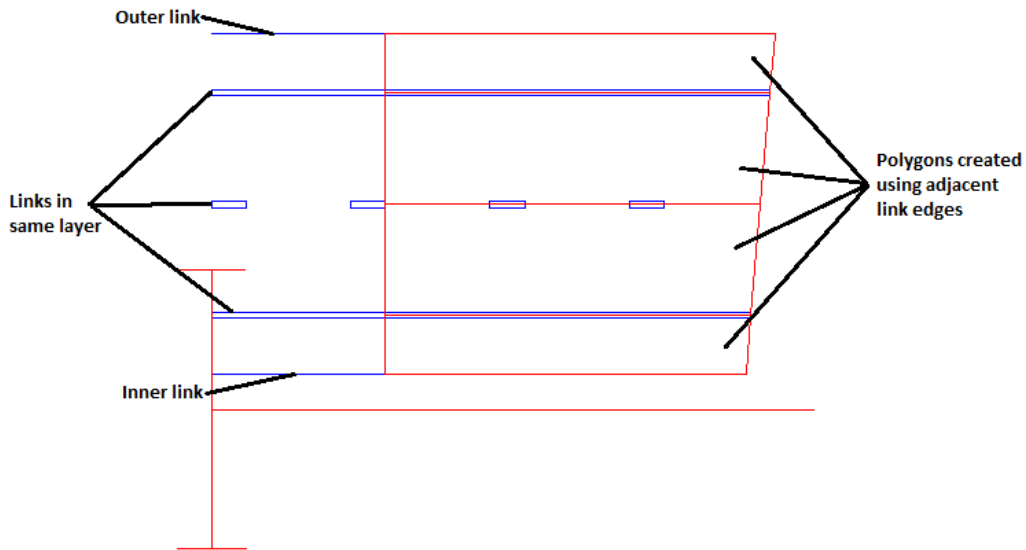 Outer link
Links in
same layer
Polygons created
using adjacent
link edges
Inner link